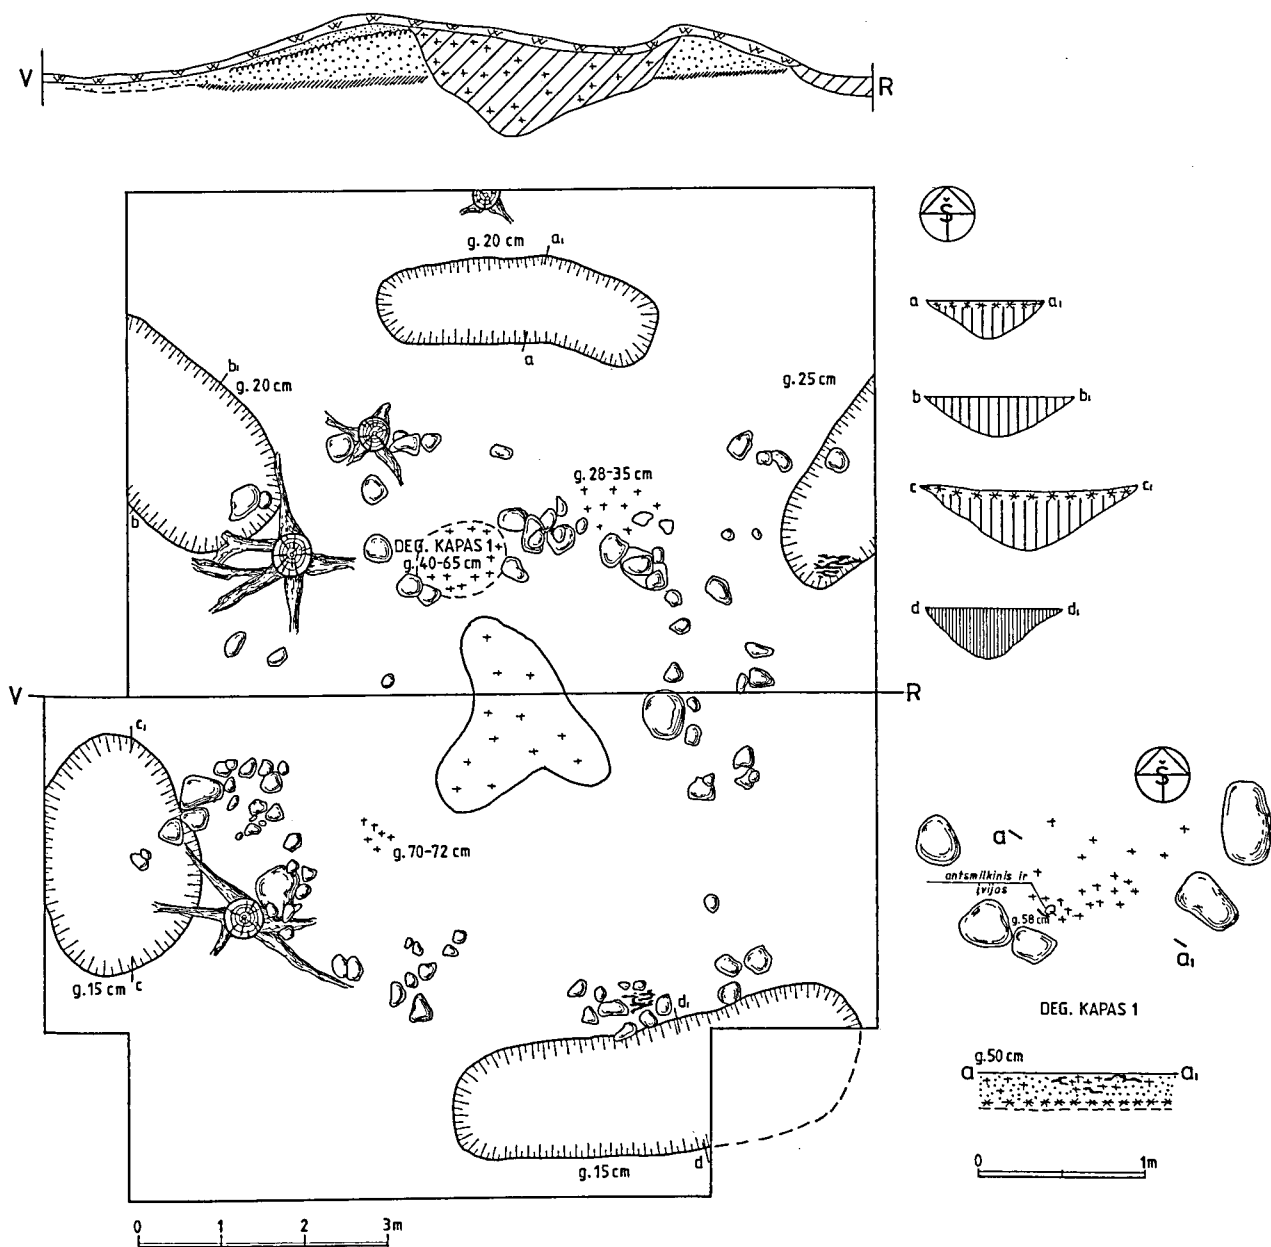 V R
Š
g. 20 cm a₁
a a₁
a
b₁
g. 20 cm
g. 25 cm
b b₁
g. 28-35 cm
c c₁
b
DEG. KAPAS 1
g. 40-65 cm
d d₁
V R
c₁
Š
g. 70-72 cm
a
antsmilkinis ir
įvijos
g. 58 cm
a₁
g. 15 cm c
d₁
DEG. KAPAS 1
g. 50 cm
a a₁
g. 15 cm d
0 1m
0 1 2 3m